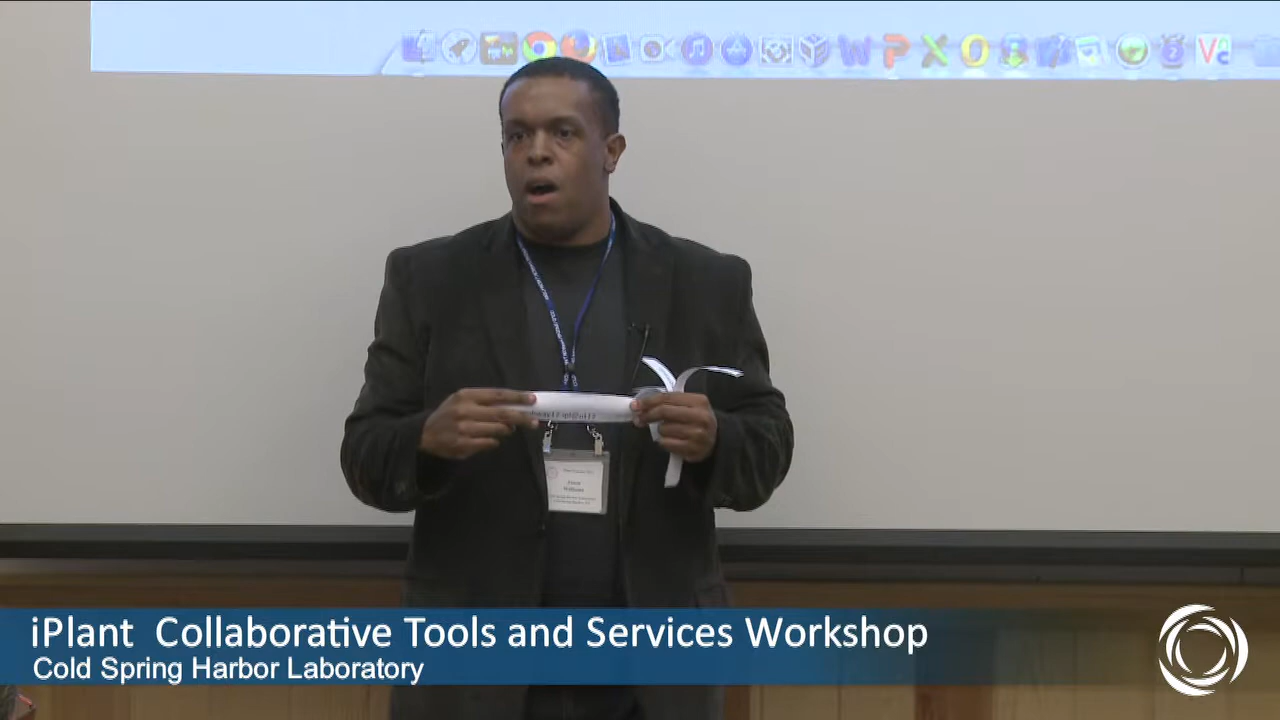 iPlant Collaborative Tools and Services Workshop
Cold Spring Harbor Laboratory